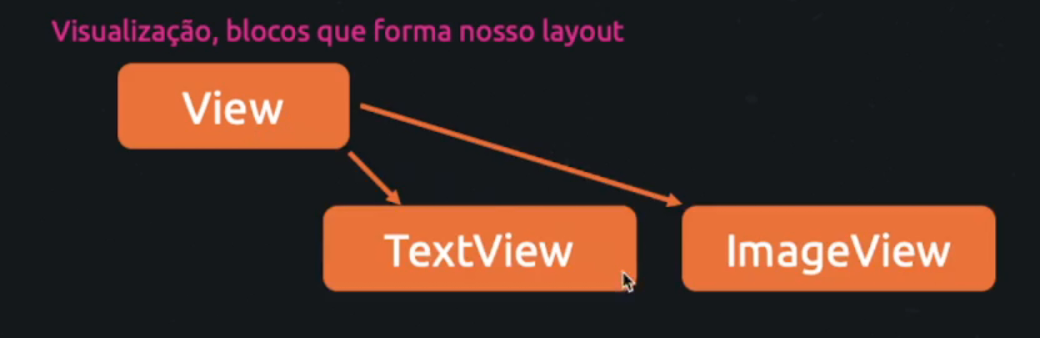 Visualização, blocos que forma nosso layout
View
TextView
ImageView